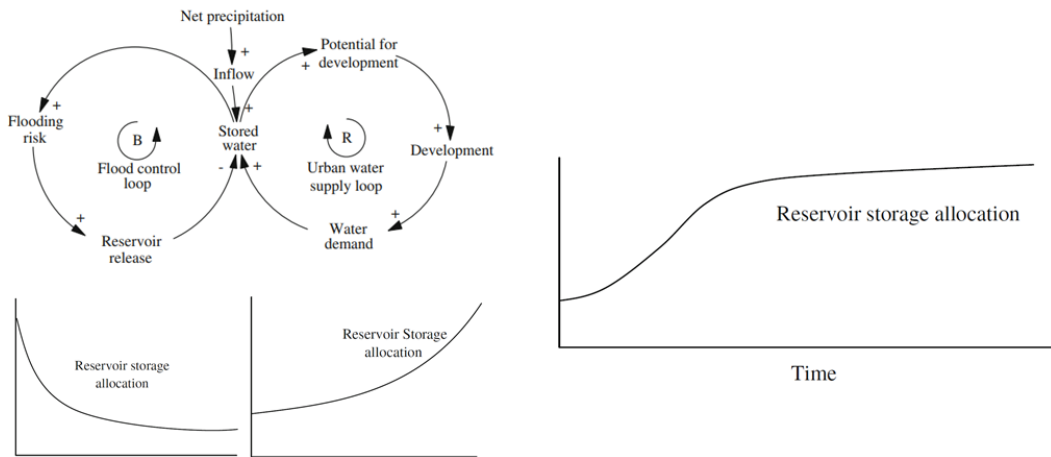 Net precipitation
+
Inflow
+
Potential for
development
+
+
Flooding
risk
B
Flood control
loop
Stored
water
R
Urban water
supply loop
+
Development
-
+
+
Reservoir
release
Water
demand
+
Reservoir storage
allocation
Reservoir Storage
allocation
Reservoir storage allocation
Time